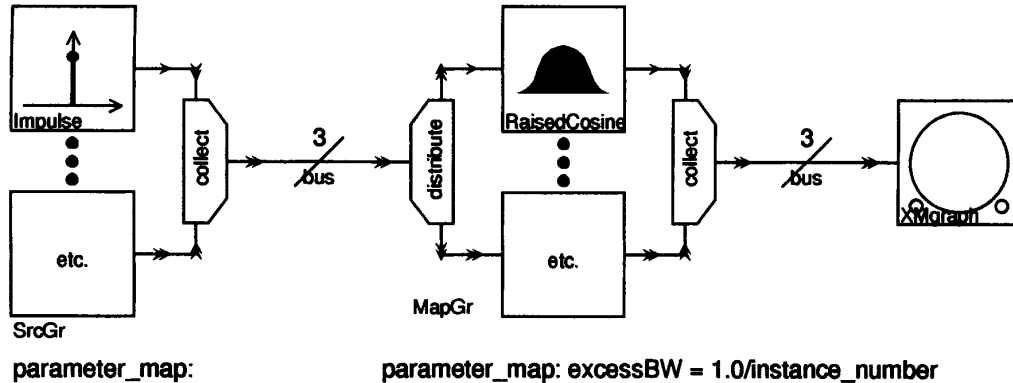 Impulse
etc.
SrcGr
collect
3
bus
distribute
RaisedCosine
etc.
MapGr
collect
3
bus
XMgraph
parameter_map:
parameter_map: excessBW = 1.0/instance_number